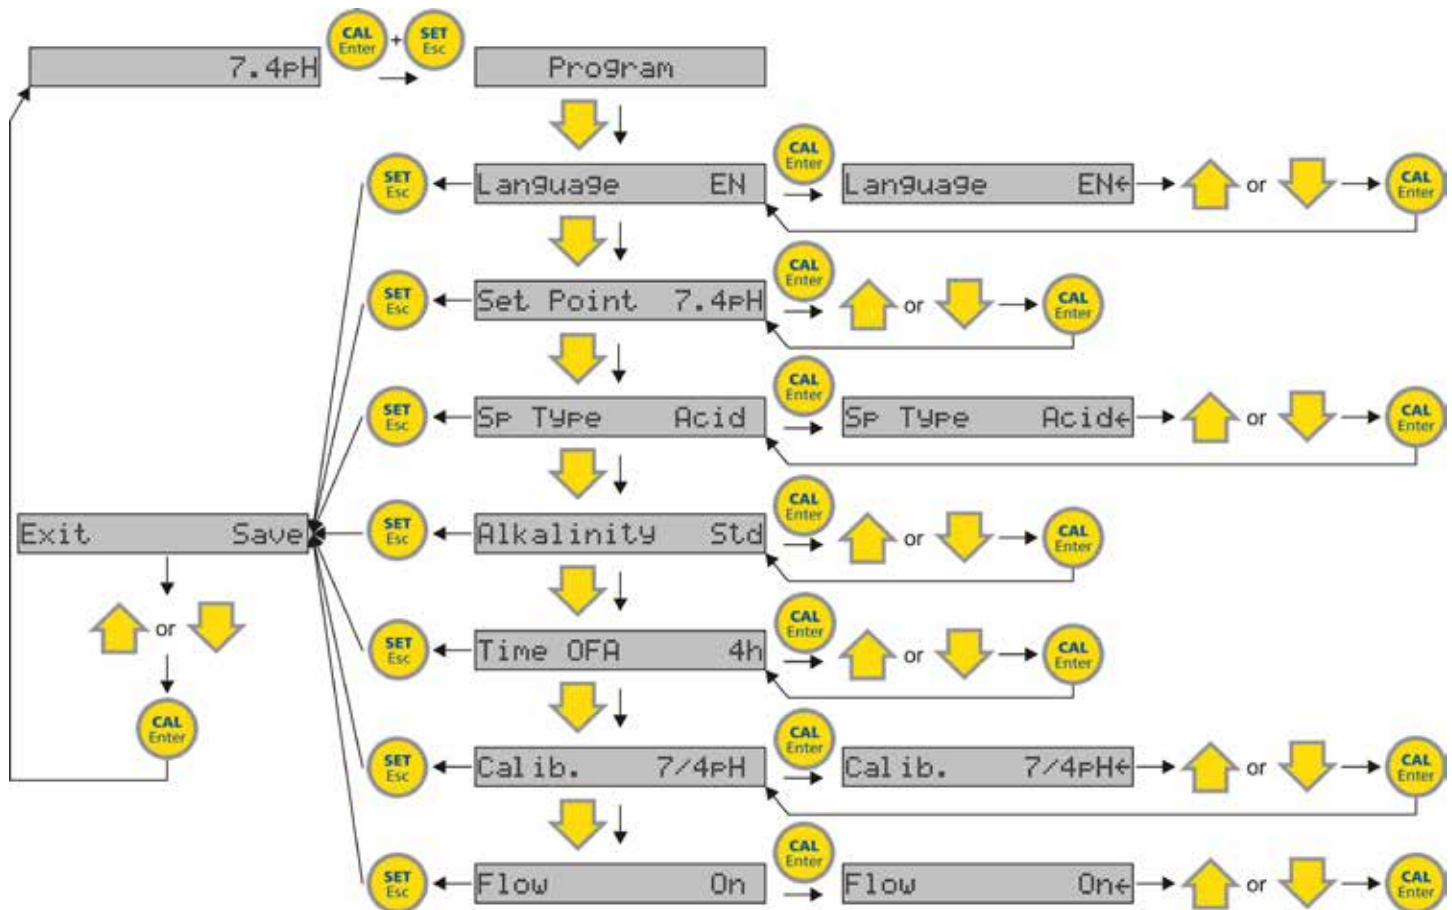 CAL
Enter
+
SET
Esc
7.4pH
Program
CAL
Enter
SET
Esc
Language EN
Language EN←
or
CAL
Enter
CAL
Enter
SET
Esc
Set Point 7.4pH
or
CAL
Enter
CAL
Enter
SET
Esc
Sp Type Acid
Sp Type Acid←
or
CAL
Enter
CAL
Enter
Exit Save
SET
Esc
Alkalinity Std
or
CAL
Enter
or
CAL
Enter
SET
Esc
Time OFA 4h
or
CAL
Enter
CAL
Enter
CAL
Enter
SET
Esc
Calib. 7/4pH
Calib. 7/4pH←
or
CAL
Enter
CAL
Enter
SET
Esc
Flow On
Flow On←
or
CAL
Enter